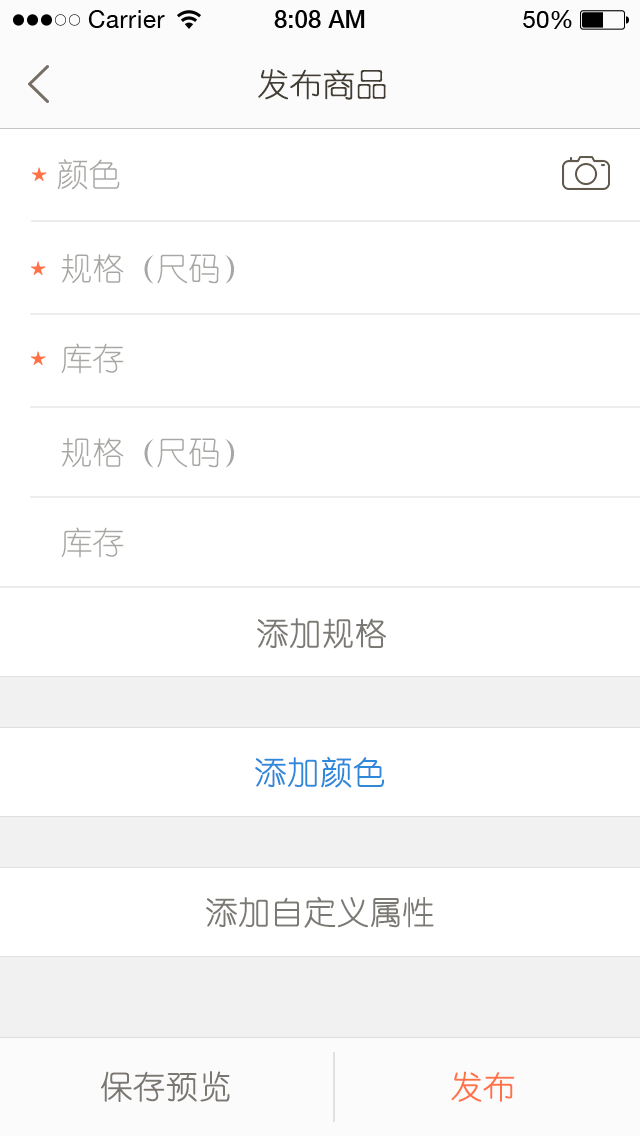 Carrier 8:08 AM 50%
发布商品
★ 颜色
★ 规格（尺码）
★ 库存
规格（尺码）
库存
添加规格
添加颜色
添加自定义属性
保存预览 发布